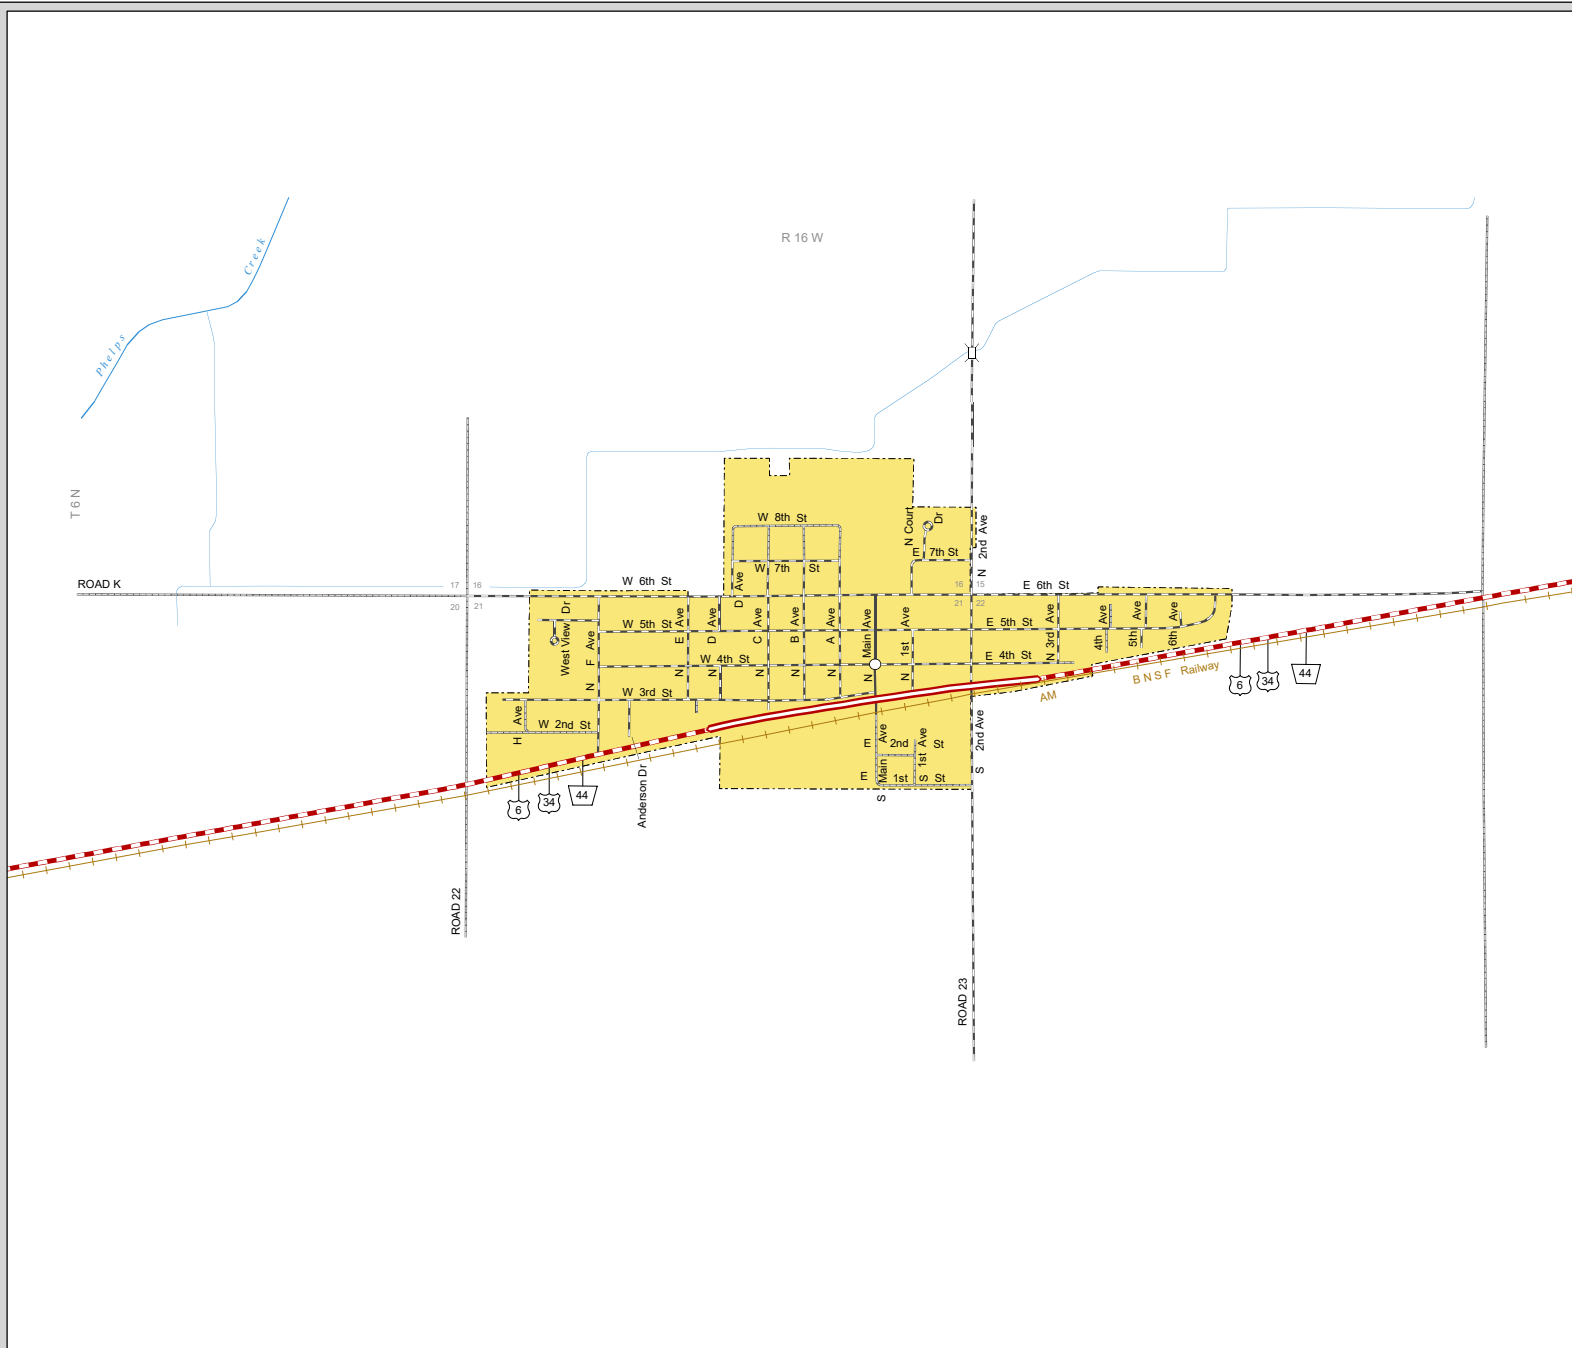 R 16 W
Creek
Phelps
T 6 N
W 8th St
N Court Dr
N 2nd Ave
E 7th St
W 7th St
ROAD K
17 16
20 21
W 6th St
16 15
21 22
E 6th St
D Ave
West View Dr
N F Ave
W 5th St
N E Ave
N D Ave
N C Ave
N B Ave
N A Ave
N Main Ave
N 1st Ave
E 5th St
N 3rd Ave
4th Ave
5th Ave
6th Ave
W 4th St
E 4th St
W 3rd St
BNSF Railway
AM
6
34
44
H Ave
W 2nd St
Anderson Dr
6
34
44
S Main Ave
E 2nd St
S 1st Ave
E 1st St
S 2nd Ave
ROAD 22
ROAD 23